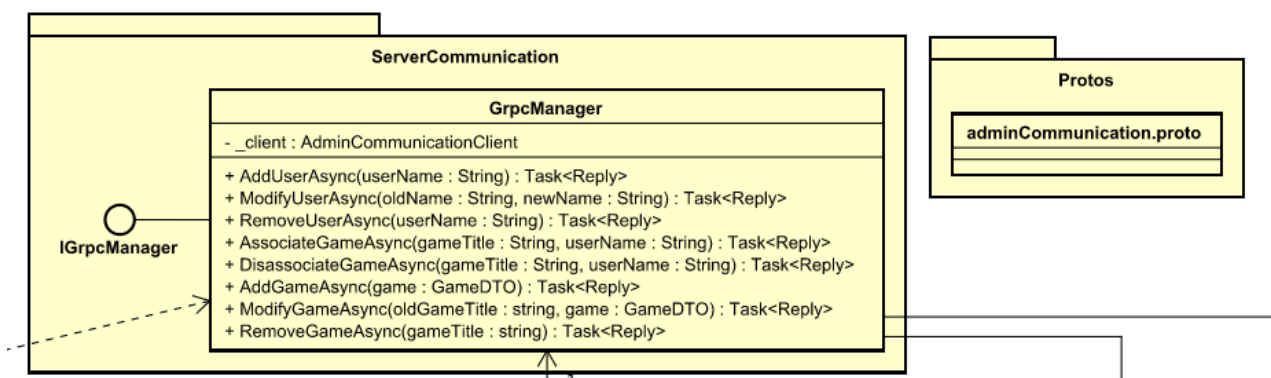 ServerCommunication
GrpcManager
- _client : AdminCommunicationClient
+ AddUserAsync(userName : String) : Task<Reply>
+ ModifyUserAsync(oldName : String, newName : String) : Task<Reply>
+ RemoveUserAsync(userName : String) : Task<Reply>
+ AssociateGameAsync(gameTitle : String, userName : String) : Task<Reply>
+ DisassociateGameAsync(gameTitle : String, userName : String) : Task<Reply>
+ AddGameAsync(game : GameDTO) : Task<Reply>
+ ModifyGameAsync(oldGameTitle : string, game : GameDTO) : Task<Reply>
+ RemoveGameAsync(gameTitle : string) : Task<Reply>
IGrpcManager
Protos
adminCommunication.proto